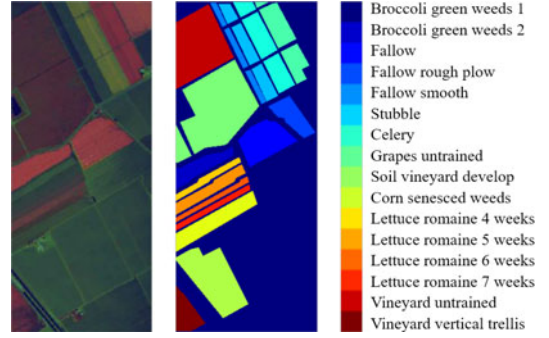 Broccoli green weeds 1
Broccoli green weeds 2
Fallow
Fallow rough plow
Fallow smooth
Stubble
Celery
Grapes untrained
Soil vineyard develop
Corn senesced weeds
Lettuce romaine 4 weeks
Lettuce romaine 5 weeks
Lettuce romaine 6 weeks
Lettuce romaine 7 weeks
Vineyard untrained
Vineyard vertical trellis